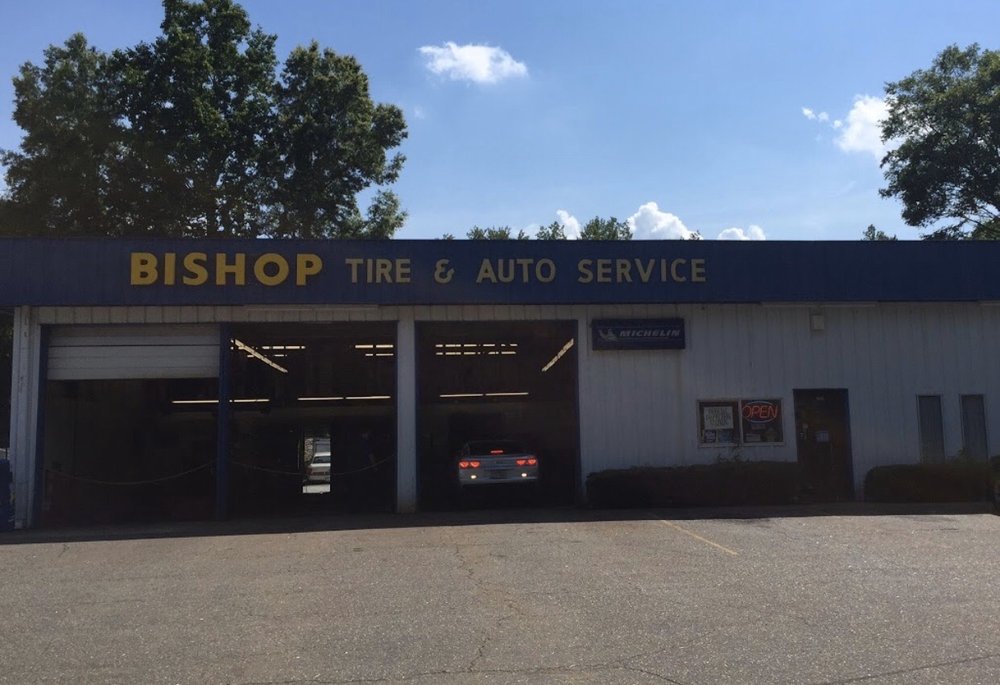 BISHOP TIRE & AUTO SERVICE
MICHELIN
OPEN